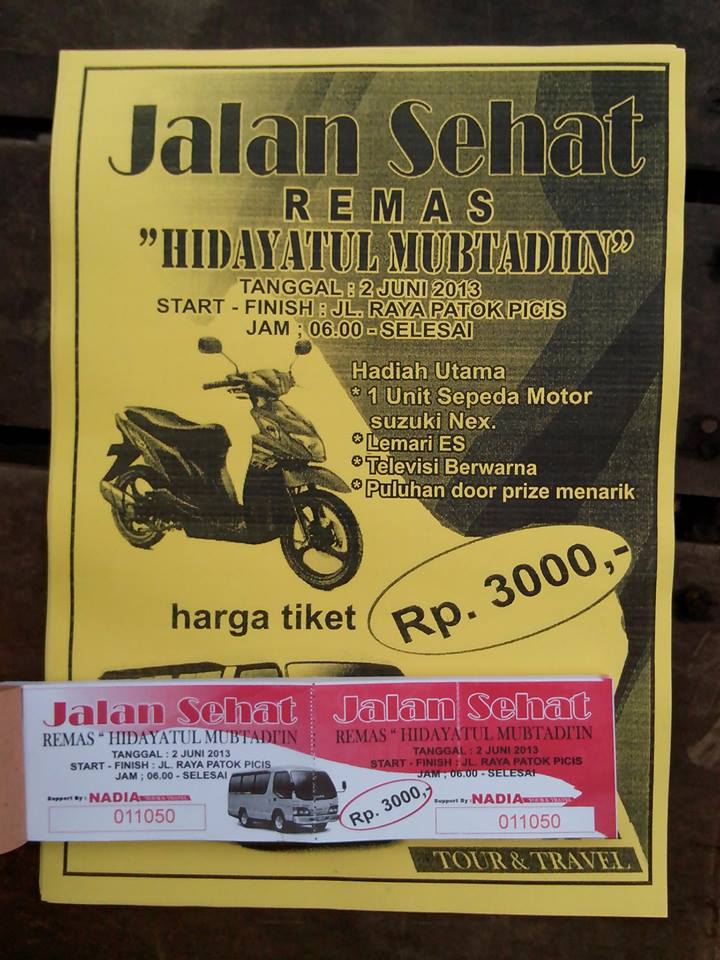 Jalan Sehat
REMAS
"HIDAYATUL MUBTADIIN"
TANGGAL : 2 JUNI 2013
START - FINISH : JL. RAYA PATOK PICIS
JAM ; 06.00 - SELESAI
Hadiah Utama
* 1 Unit Sepeda Motor
suzuki Nex.
* Lemari ES
* Televisi Berwarna
* Puluhan door prize menarik
harga tiket
Rp. 3000,-
Jalan Sehat
REMAS " HIDAYATUL MUBTADI'IN
TANGGAL : 2 JUNI 2013
START - FINISH : JL. RAYA PATOK PICIS
JAM ; 06.00 - SELESAI
Support By : NADIA TOUR & TRAVEL
011050
Rp. 3000,-
Jalan Sehat
REMAS " HIDAYATUL MUBTADI'IN
TANGGAL : 2 JUNI 2013
START - FINISH : JL. RAYA PATOK PICIS
JAM ; 06.00 - SELESAI
Support By : NADIA TOUR & TRAVEL
011050
TOUR & TRAVEL